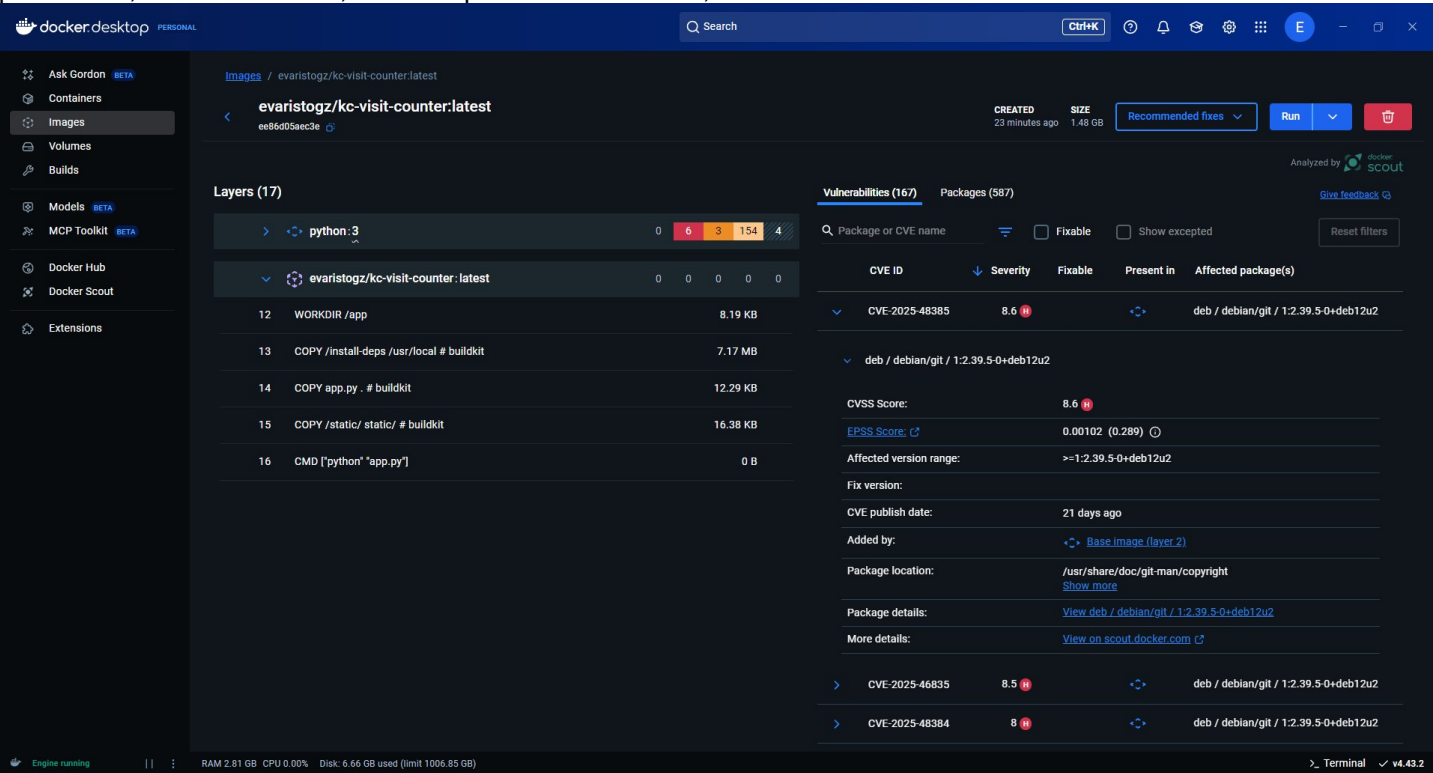 docker.desktop PERSONAL
Search
Ctrl+K
E
Ask Gordon BETA
Containers
Images
Volumes
Builds
Models BETA
MCP Toolkit BETA
Docker Hub
Docker Scout
Extensions
Images / evaristogz/kc-visit-counter:latest
evaristogz/kc-visit-counter:latest
ee86d05aec3e
CREATED
23 minutes ago
SIZE
1.48 GB
Recommended fixes
Run
Analyzed by docker scout
Layers (17)
python:3 0 6 3 154 4
evaristogz/kc-visit-counter:latest 0 0 0 0 0
12 WORKDIR /app 8.19 KB
13 COPY /install-deps /usr/local # buildkit 7.17 MB
14 COPY app.py . # buildkit 12.29 KB
15 COPY /static/ static/ # buildkit 16.38 KB
16 CMD ["python" "app.py"] 0 B
Vulnerabilities (167) Packages (587)
Give feedback
Package or CVE name
Fixable
Show excepted
Reset filters
CVE ID Severity Fixable Present in Affected package(s)
CVE-2025-48385 8.6 H deb / debian/git / 1:2.39.5-0+deb12u2
deb / debian/git / 1:2.39.5-0+deb12u2
CVSS Score: 8.6 H
EPSS Score: 0.00102 (0.289)
Affected version range: >=1:2.39.5-0+deb12u2
Fix version:
CVE publish date: 21 days ago
Added by: Base image (layer 2)
Package location: /usr/share/doc/git-man/copyright
Show more
Package details: View deb / debian/git / 1:2.39.5-0+deb12u2
More details: View on scout.docker.com
CVE-2025-46835 8.5 H deb / debian/git / 1:2.39.5-0+deb12u2
CVE-2025-48384 8 H deb / debian/git / 1:2.39.5-0+deb12u2
Engine running
RAM 2.81 GB CPU 0.00% Disk: 6.66 GB used (limit 1006.85 GB)
>_ Terminal
v4.43.2